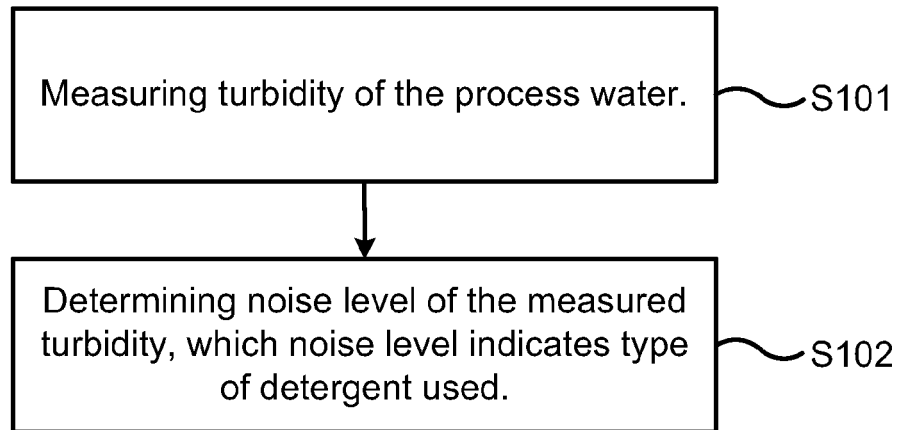 Measuring turbidity of the process water.
S101
Determining noise level of the measured
turbidity, which noise level indicates type
of detergent used.
S102